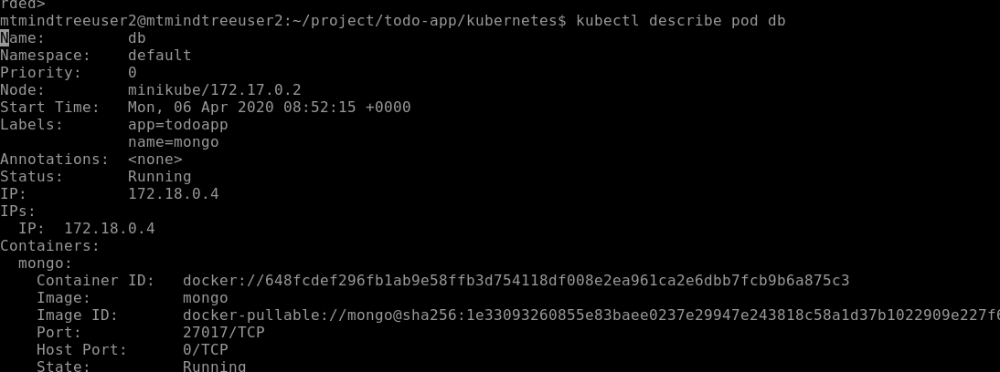 rded>
mtmindtreeuser2@mtmindtreeuser2:~/project/todo-app/kubernetes$ kubectl describe pod db
Name:         db
Namespace:    default
Priority:     0
Node:         minikube/172.17.0.2
Start Time:   Mon, 06 Apr 2020 08:52:15 +0000
Labels:       app=todoapp
              name=mongo
Annotations:  <none>
Status:       Running
IP:           172.18.0.4
IPs:
  IP:  172.18.0.4
Containers:
  mongo:
    Container ID:   docker://648fcdef296fb1ab9e58ffb3d754118df008e2ea961ca2e6dbb7fcb9b6a875c3
    Image:          mongo
    Image ID:       docker-pullable://mongo@sha256:1e33093260855e83baee0237e29947e243818c58a1d37b1022909e227f6
    Port:           27017/TCP
    Host Port:      0/TCP
    State:          Running